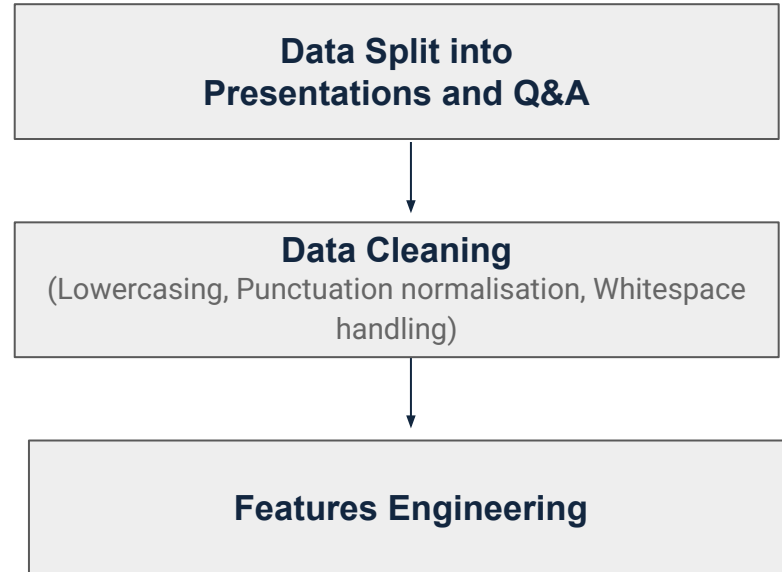 Data Split into
Presentations and Q&A
Data Cleaning
(Lowercasing, Punctuation normalisation, Whitespace
handling)
Features Engineering